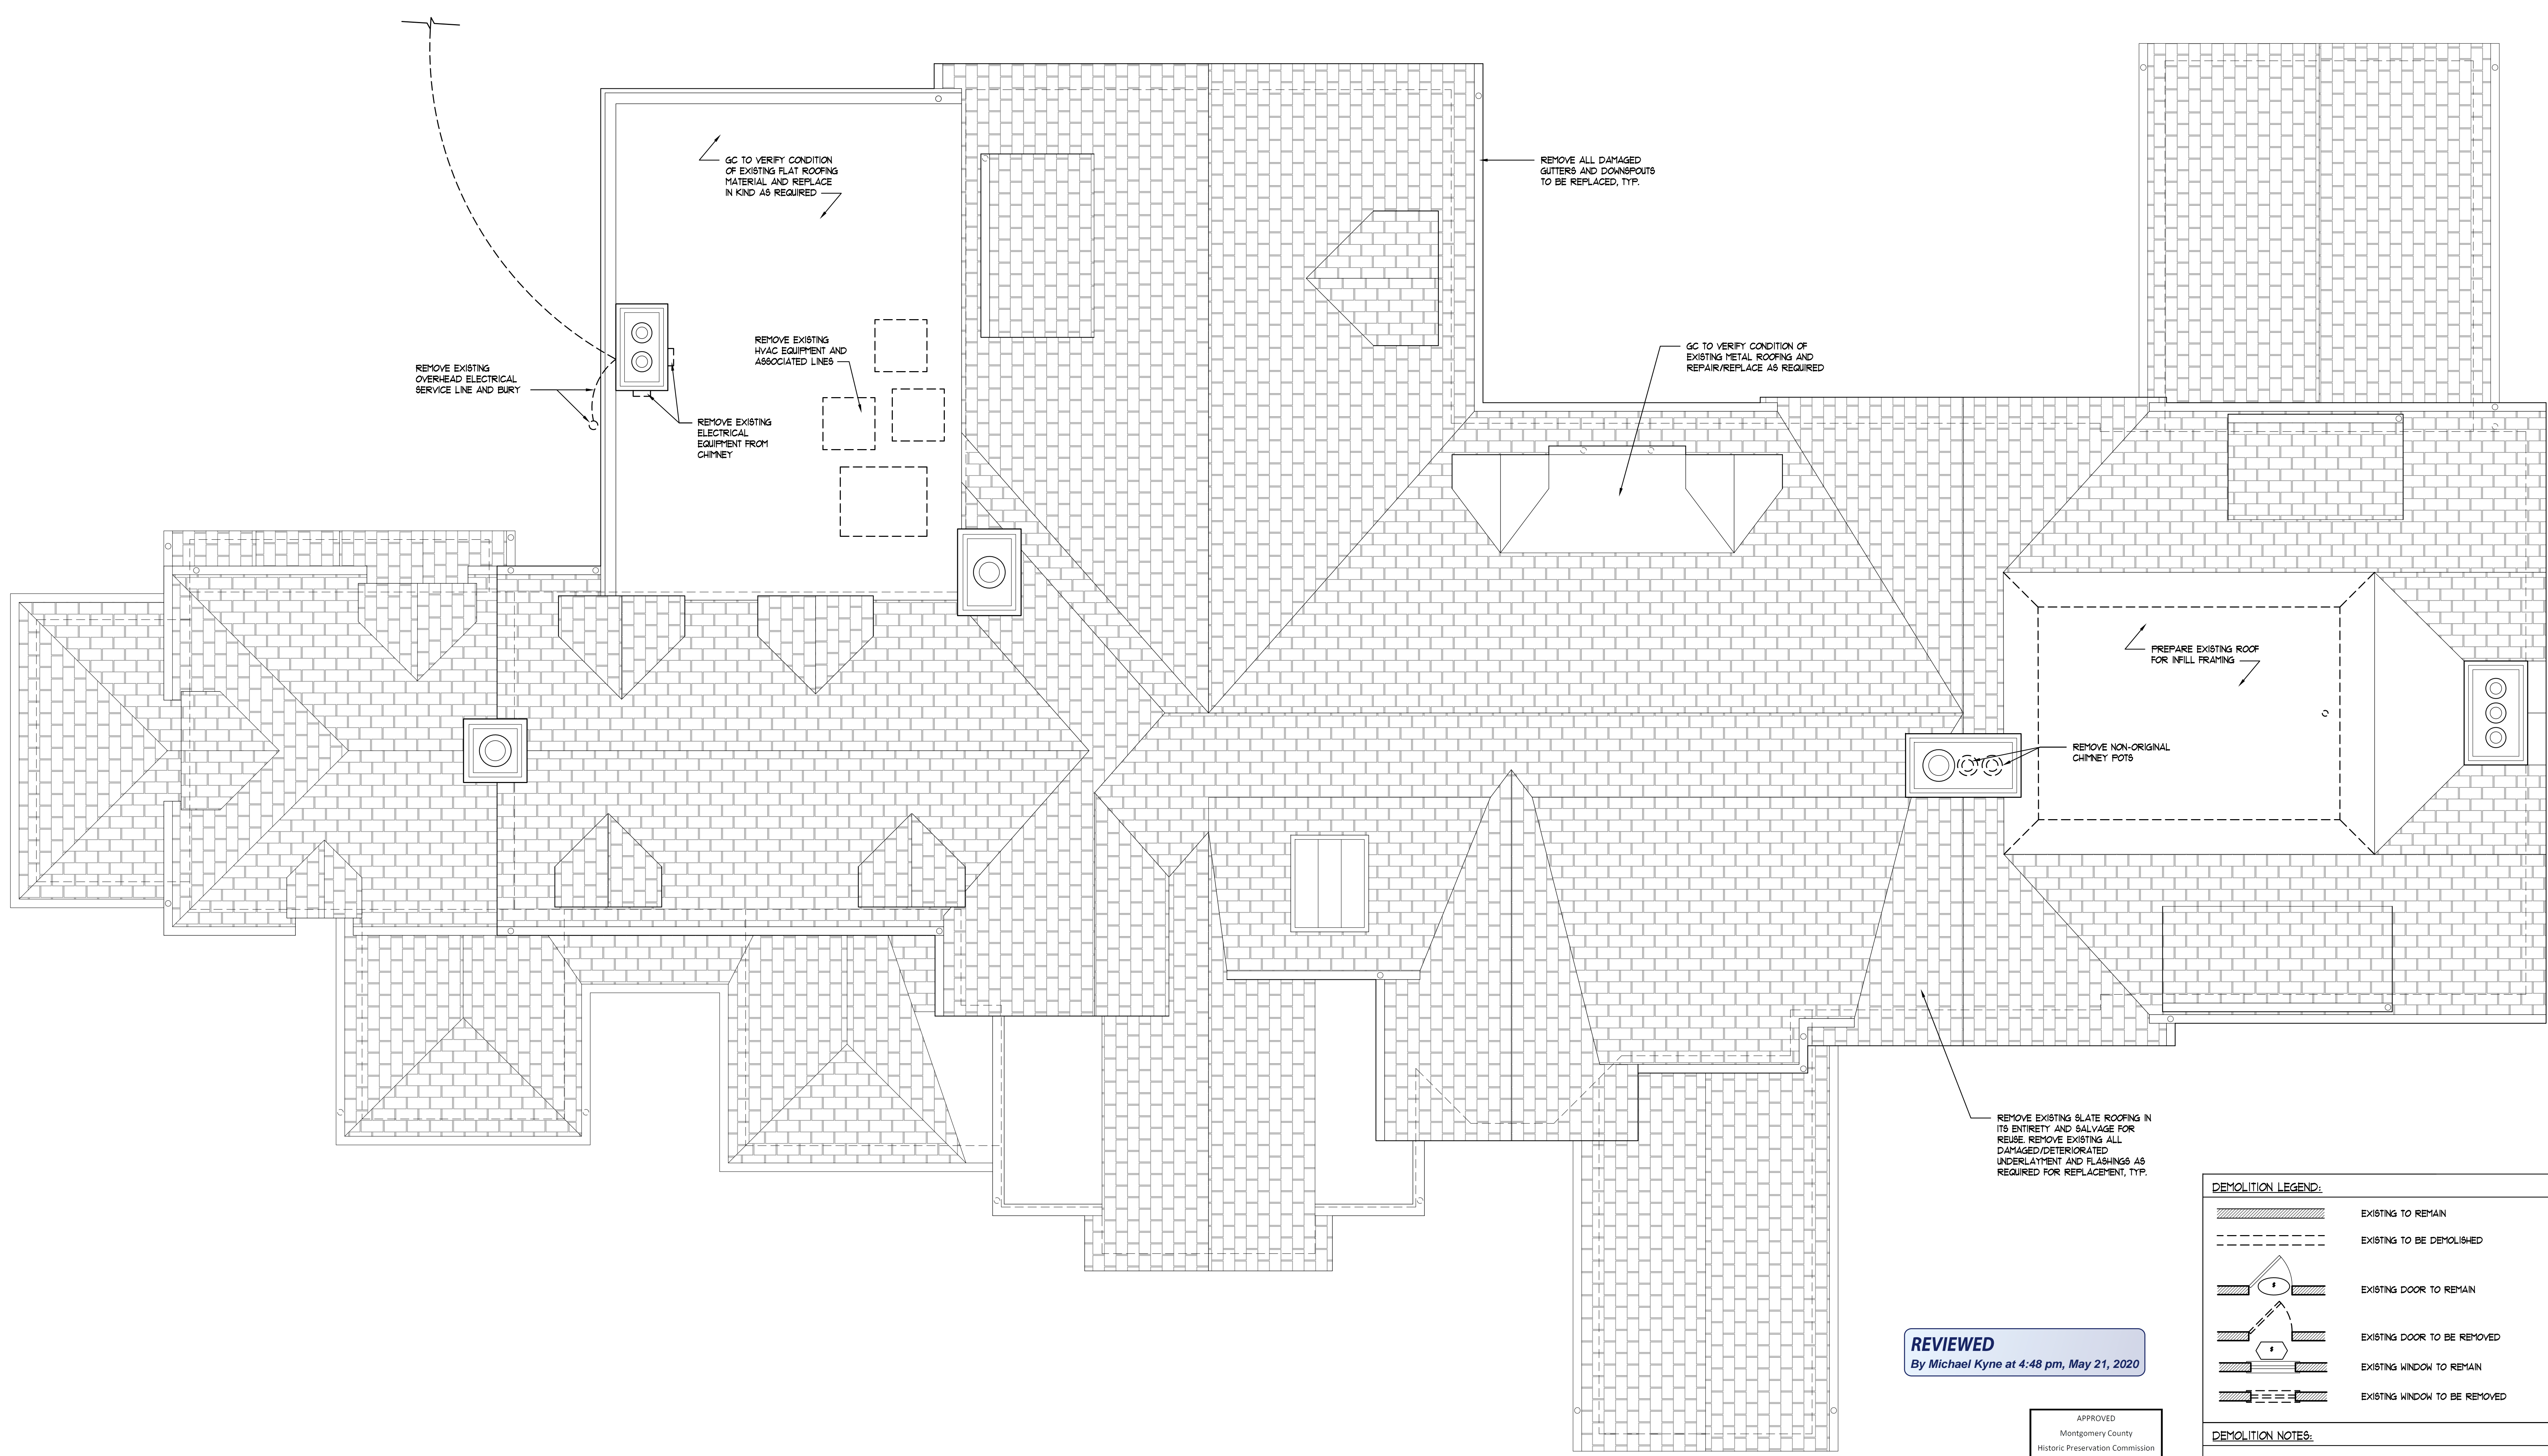 GC TO VERIFY CONDITION
OF EXISTING FLAT ROOFING
MATERIAL AND REPLACE
IN KIND AS REQUIRED
REMOVE ALL DAMAGED
GUTTERS AND DOWNSPOUTS
TO BE REPLACED, TYP.
REMOVE EXISTING
HVAC EQUIPMENT AND
ASSOCIATED LINES
GC TO VERIFY CONDITION OF
EXISTING METAL ROOFING AND
REPAIR/REPLACE AS REQUIRED
REMOVE EXISTING
OVERHEAD ELECTRICAL
SERVICE LINE AND BURY
REMOVE EXISTING
ELECTRICAL
EQUIPMENT FROM
CHIMNEY
PREPARE EXISTING ROOF
FOR INFILL FRAMING
REMOVE NON-ORIGINAL
CHIMNEY POTS
REMOVE EXISTING SLATE ROOFING IN
ITS ENTIRETY AND SALVAGE FOR
REUSE. REMOVE EXISTING ALL
DAMAGED/DETERIORATED
UNDERLAYMENT AND FLASHINGS AS
REQUIRED FOR REPLACEMENT, TYP.
DEMOLITION LEGEND:
EXISTING TO REMAIN
EXISTING TO BE DEMOLISHED
$
EXISTING DOOR TO REMAIN
EXISTING DOOR TO BE REMOVED
$
EXISTING WINDOW TO REMAIN
EXISTING WINDOW TO BE REMOVED
DEMOLITION NOTES:
REVIEWED
By Michael Kyne at 4:48 pm, May 21, 2020
APPROVED
Montgomery County
Historic Preservation Commission